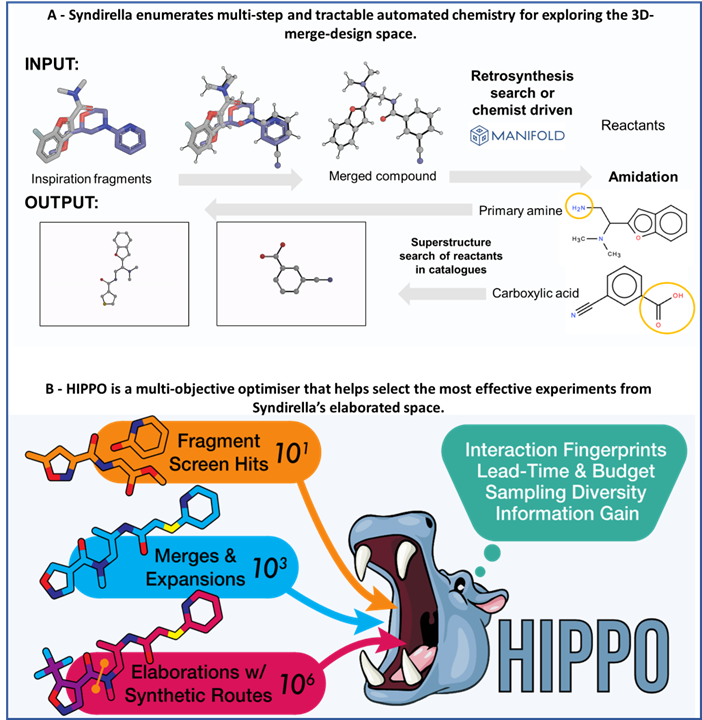 A - Syndirella enumerates multi-step and tractable automated chemistry for exploring the 3D-
merge-design space.
INPUT:
Retrosynthesis
search or
chemist driven
MANIFOLD
Reactants
Inspiration fragments
Merged compound
Amidation
OUTPUT:
Primary amine
H₂N
H₃C
N
CH₃
O
Superstructure
search of reactants
in catalogues
Carboxylic acid
N
OH
O
B - HIPPO is a multi-objective optimiser that helps select the most effective experiments from
Syndirella's elaborated space.
Fragment
Screen Hits 10¹
Interaction Fingerprints
Lead-Time & Budget
Sampling Diversity
Information Gain
Merges &
Expansions 10³
HIPPO
Elaborations w/
Synthetic Routes 10⁶